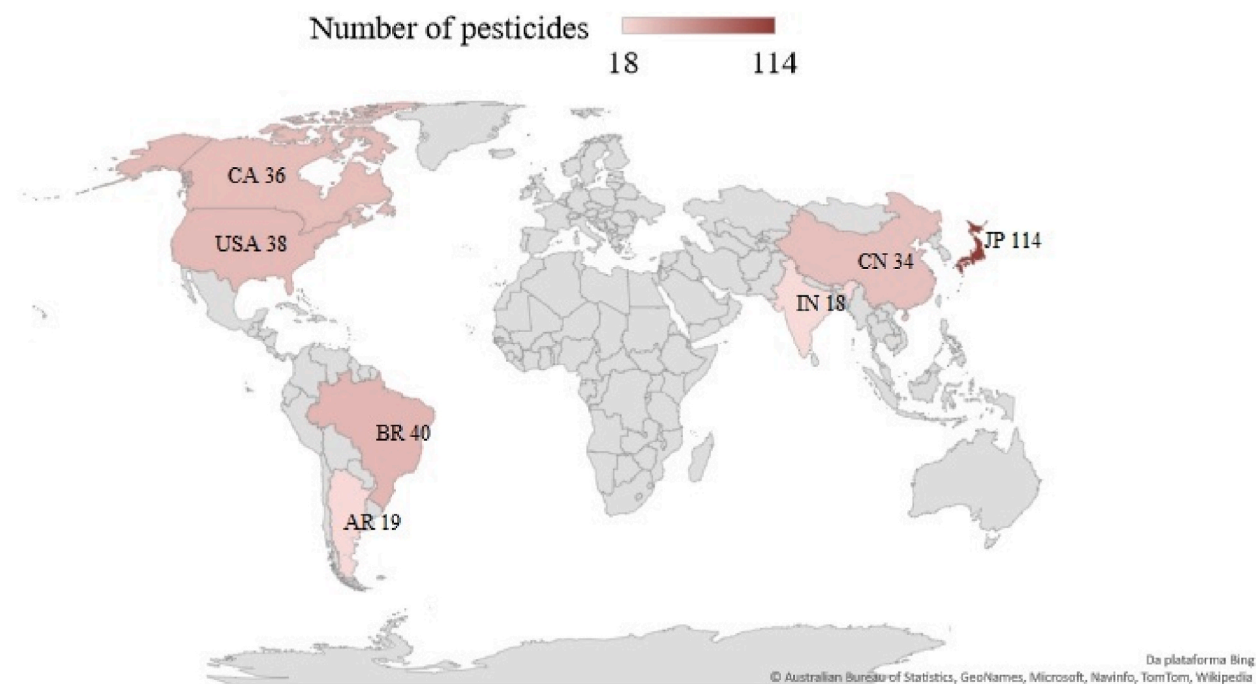 Number of pesticides
18 114
CA 36
USA 38
JP 114
CN 34
IN 18
BR 40
AR 19
Da plataforma Bing
© Australian Bureau of Statistics, GeoNames, Microsoft, Navinfo, TomTom, Wikipedia